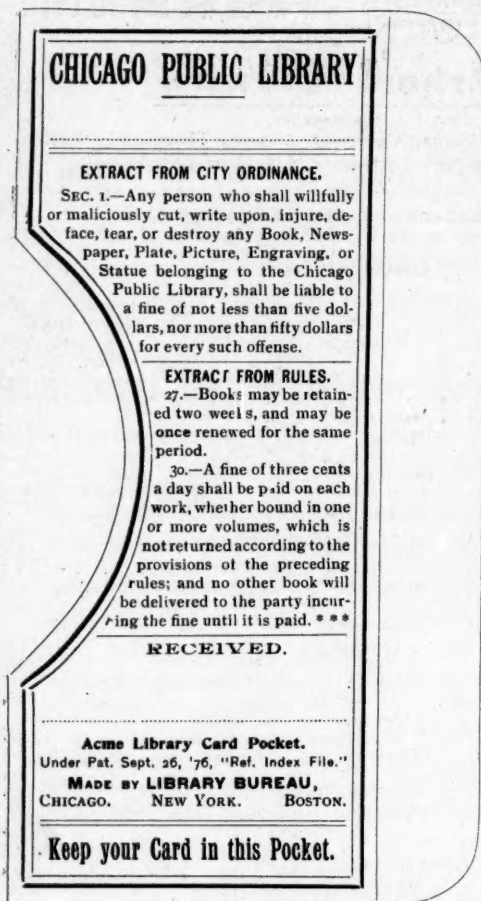 CHICAGO PUBLIC LIBRARY
EXTRACT FROM CITY ORDINANCE.
SEC. 1.—Any person who shall willfully
or maliciously cut, write upon, injure, de-
face, tear, or destroy any Book, News-
paper, Plate, Picture, Engraving, or
Statue belonging to the Chicago
Public Library, shall be liable to
a fine of not less than five dol-
lars, nor more than fifty dollars
for every such offense.
EXTRACT FROM RULES.
27.—Books may be retain-
ed two weeks, and may be
once renewed for the same
period.
30.—A fine of three cents
a day shall be paid on each
work, whether bound in one
or more volumes, which is
not returned according to the
provisions of the preceding
rules; and no other book will
be delivered to the party incur-
ring the fine until it is paid. * * *
RECEIVED.
Acme Library Card Pocket.
Under Pat. Sept. 26, '76, "Ref. Index File."
MADE BY LIBRARY BUREAU,
CHICAGO. NEW YORK. BOSTON.
Keep your Card in this Pocket.